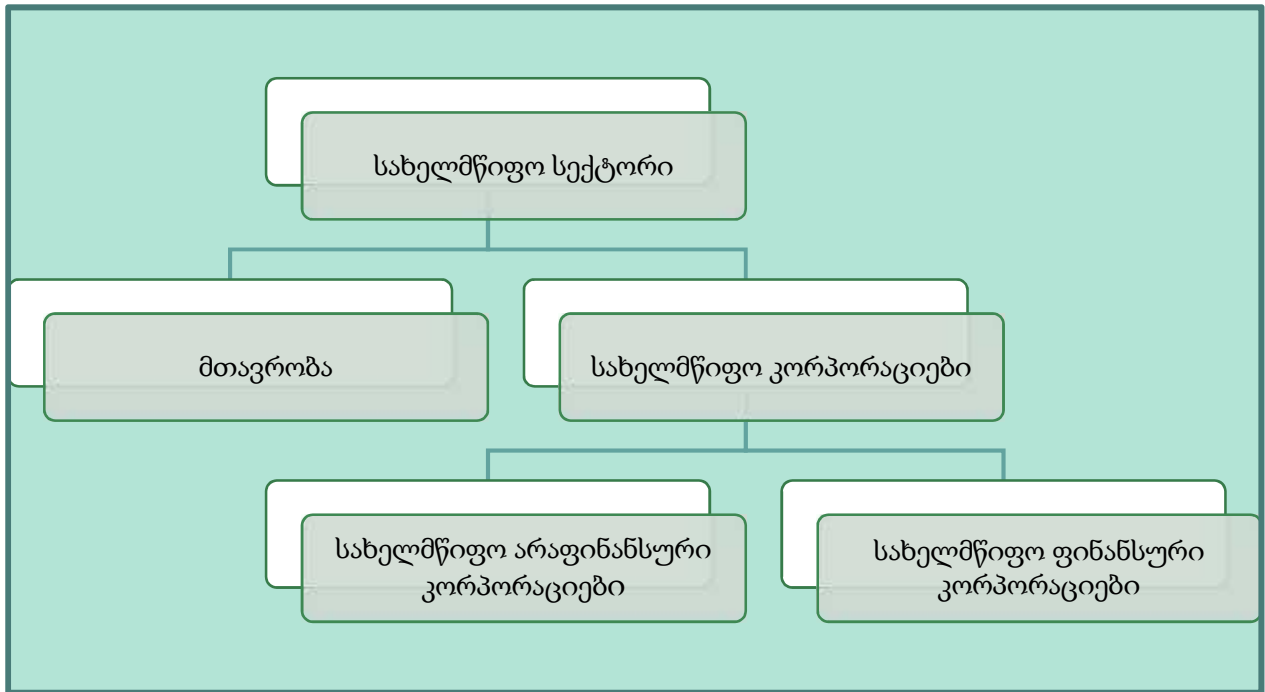 სახელმწიფო სექტორი
მთავრობა
სახელმწიფო კორპორაციები
სახელმწიფო არაფინანსური
კორპორაციები
სახელმწიფო ფინანსური
კორპორაციები